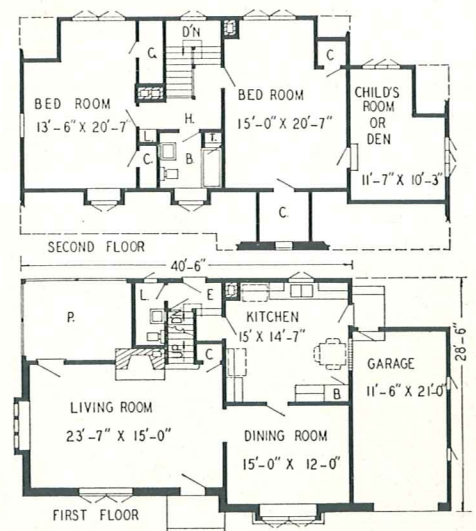 D'N
C.
C
BED ROOM
13'-6" X 20'-7"
BED ROOM
15'-0" X 20'-7"
CHILD'S
ROOM
OR
DEN
11'-7" X 10'-3"
H.
L.
T.
C.
B.
C.
SECOND FLOOR
40'-6"
P.
L.
E
DN
UP
C
KITCHEN
15' X 14'-7"
B
GARAGE
11'-6" X 21'-0"
28'-6"
LIVING ROOM
23'-7" X 15'-0"
DINING ROOM
15'-0" X 12'-0"
FIRST FLOOR